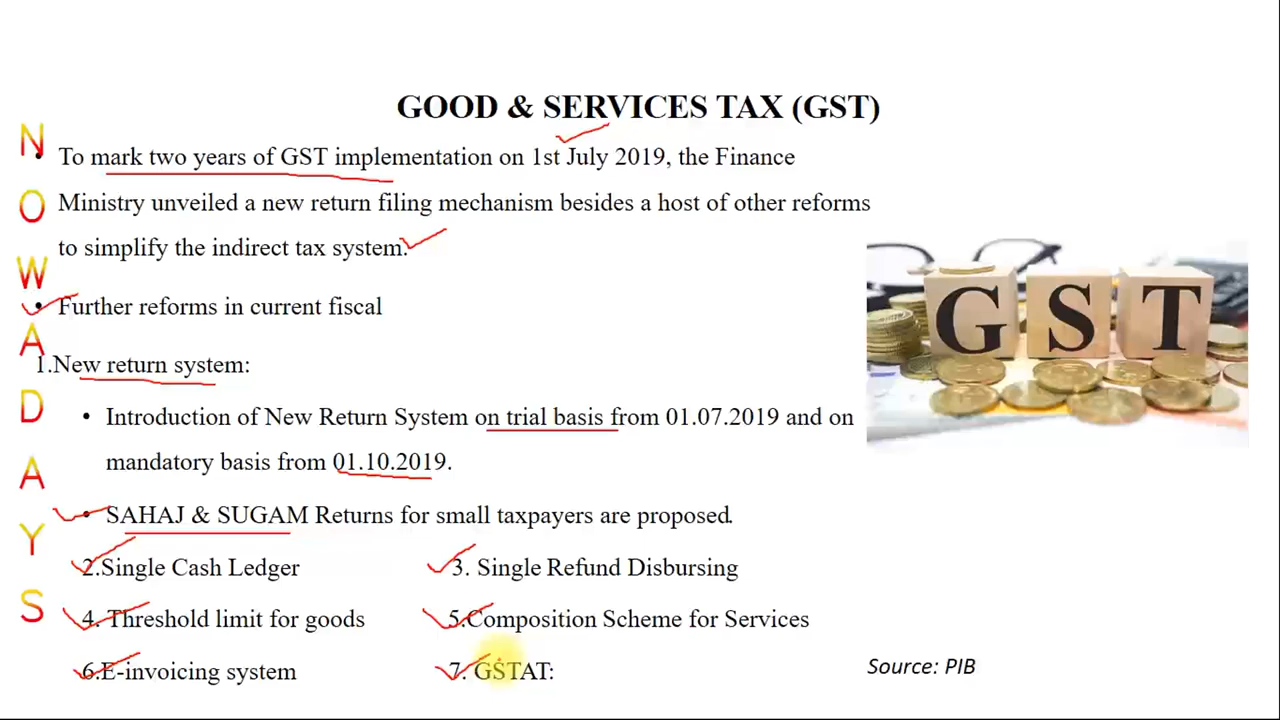 GOOD & SERVICES TAX (GST)
NOWADAYS
• To mark two years of GST implementation on 1st July 2019, the Finance
Ministry unveiled a new return filing mechanism besides a host of other reforms
to simplify the indirect tax system.
• Further reforms in current fiscal
1.New return system:
• Introduction of New Return System on trial basis from 01.07.2019 and on
mandatory basis from 01.10.2019.
• SAHAJ & SUGAM Returns for small taxpayers are proposed.
2.Single Cash Ledger
3. Single Refund Disbursing
4. Threshold limit for goods
5.Composition Scheme for Services
6.E-invoicing system
7. GSTAT:
GST
Source: PIB